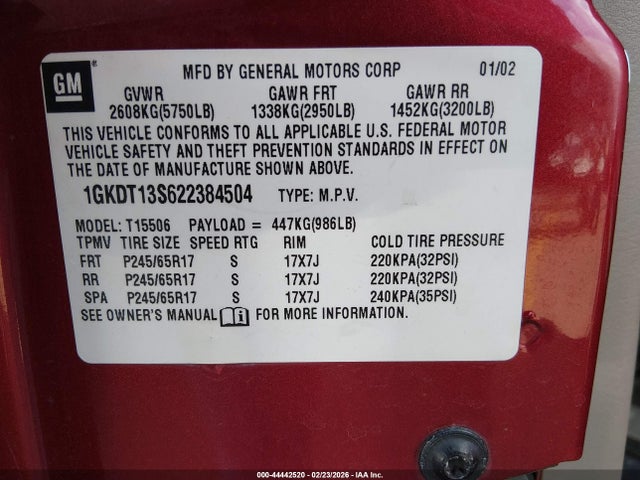 GM
MFD BY GENERAL MOTORS CORP 01/02
GVWR GAWR FRT GAWR RR
2608KG(5750LB) 1338KG(2950LB) 1452KG(3200LB)
THIS VEHICLE CONFORMS TO ALL APPLICABLE U.S. FEDERAL MOTOR
VEHICLE SAFETY AND THEFT PREVENTION STANDARDS IN EFFECT ON
THE DATE OF MANUFACTURE SHOWN ABOVE.
1GKDT13S622384504 TYPE: M.P.V.
MODEL: T15506 PAYLOAD = 447KG(986LB)
TPMV TIRE SIZE SPEED RTG RIM COLD TIRE PRESSURE
FRT P245/65R17 S 17X7J 220KPA(32PSI)
RR P245/65R17 S 17X7J 220KPA(32PSI)
SPA P245/65R17 S 17X7J 240KPA(35PSI)
SEE OWNER'S MANUAL FOR MORE INFORMATION.
000-44442520 - 02/23/2026 - IAA Inc.